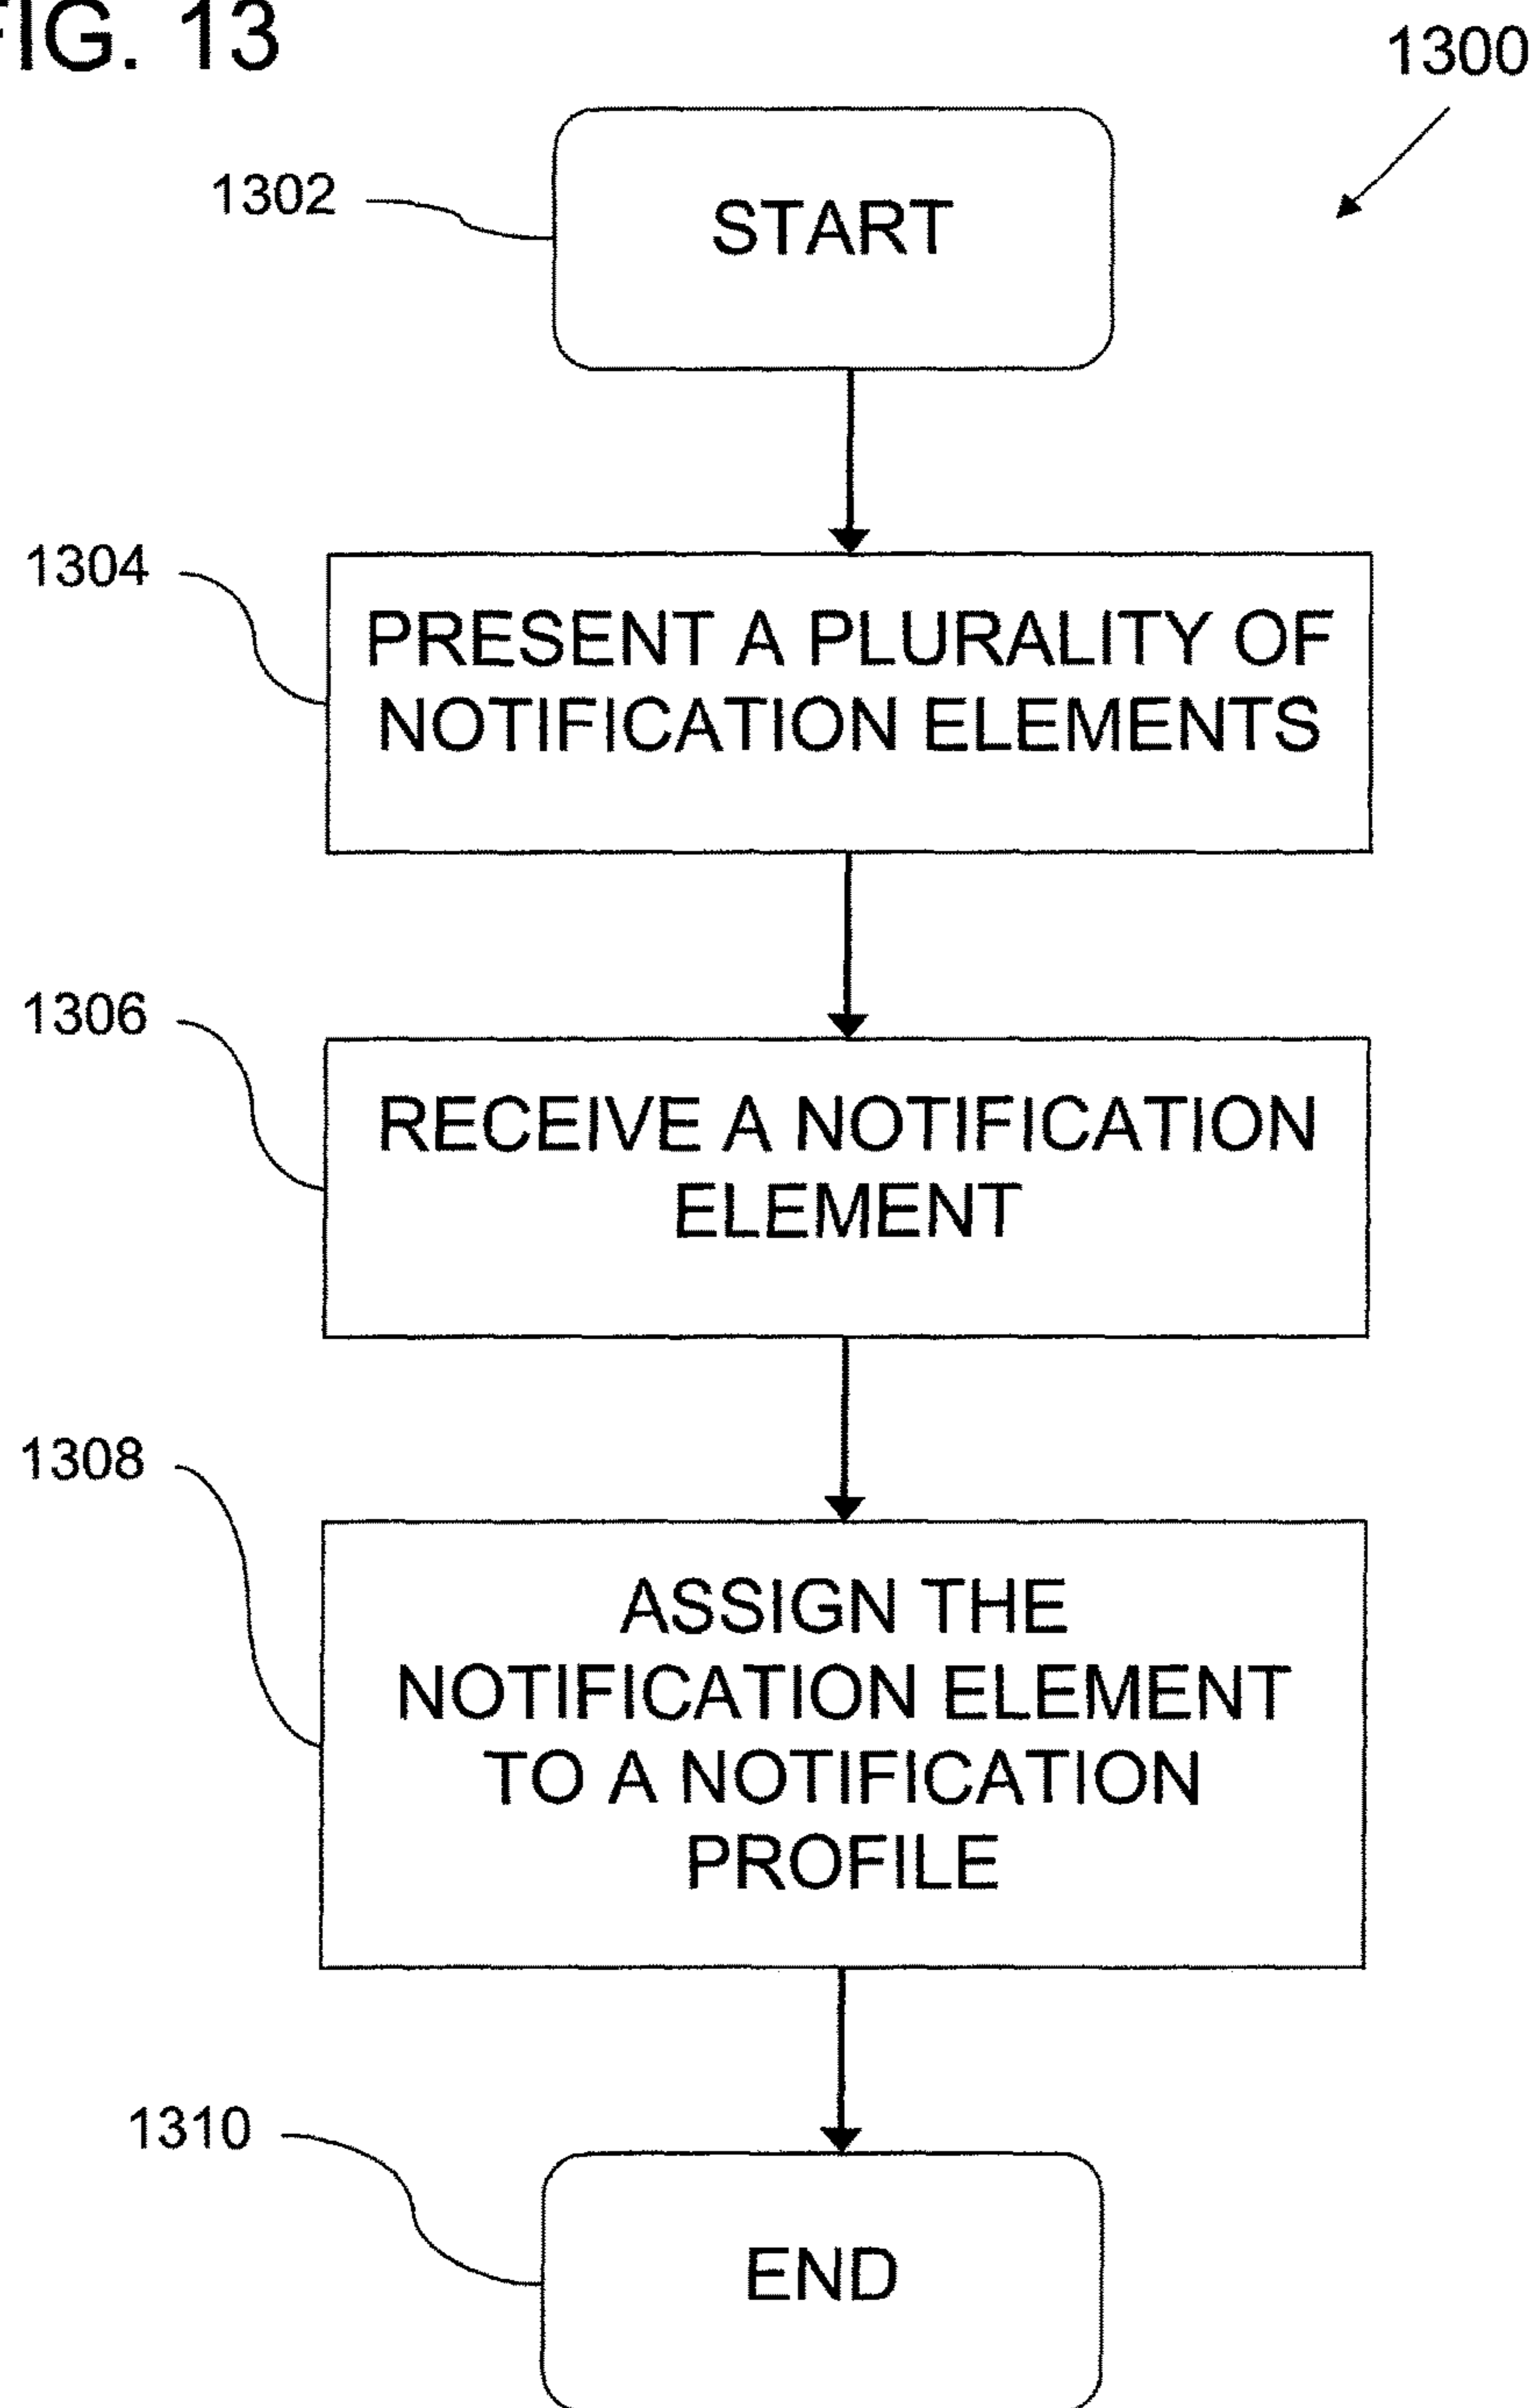 FIG. 13
1300
1302
START
1304
PRESENT A PLURALITY OF
NOTIFICATION ELEMENTS
1306
RECEIVE A NOTIFICATION
ELEMENT
1308
ASSIGN THE
NOTIFICATION ELEMENT
TO A NOTIFICATION
PROFILE
1310
END